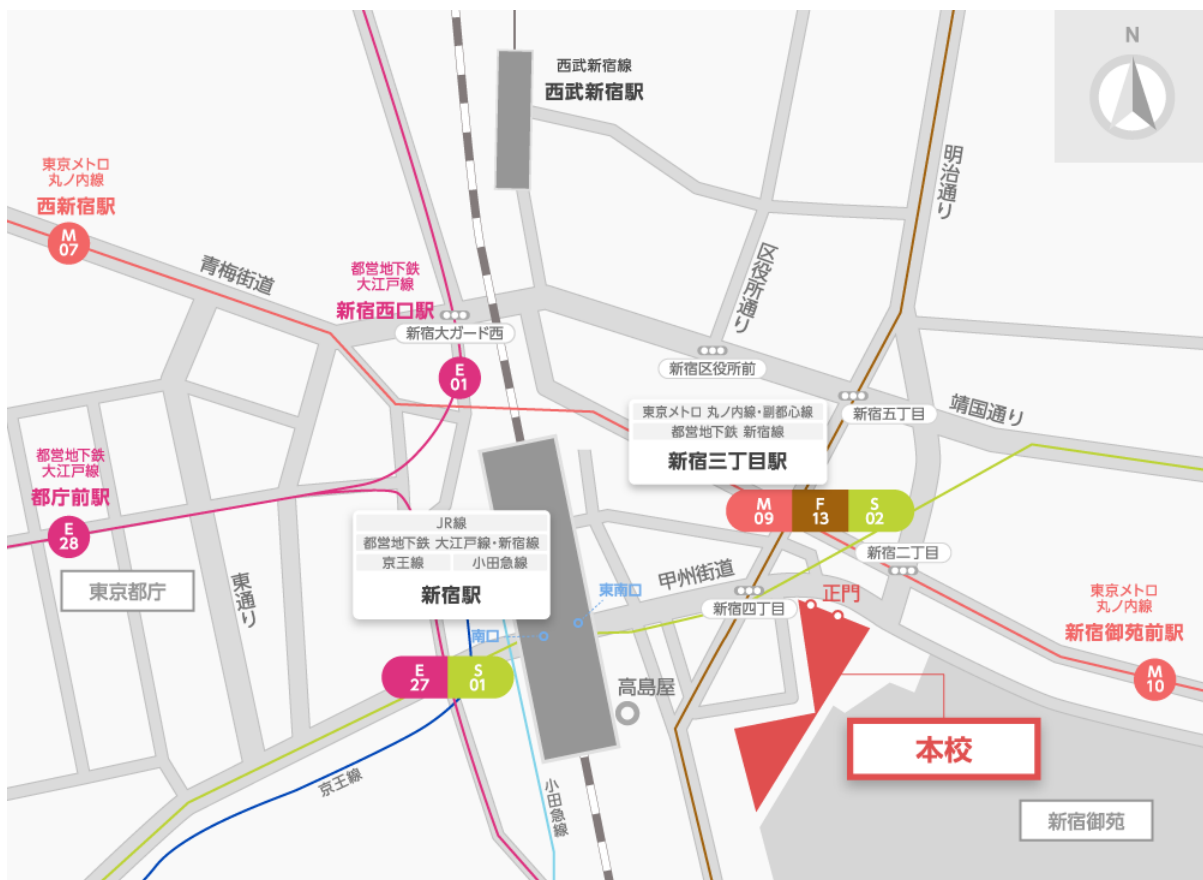 N
西武新宿線
西武新宿駅
明治通り
東京メトロ
丸ノ内線
西新宿駅
M
07
青梅街道
都営地下鉄
大江戸線
新宿西口駅
新宿大ガード西
E
01
区役所通り
新宿区役所前
新宿五丁目
靖国通り
東京メトロ 丸ノ内線・副都心線
都営地下鉄 新宿線
新宿三丁目駅
M
09
F
13
S
02
都営地下鉄
大江戸線
都庁前駅
E
28
東京都庁
東通り
JR線
都営地下鉄 大江戸線・新宿線
京王線
小田急線
新宿駅
東南口
南口
E
27
S
01
甲州街道
新宿四丁目
新宿二丁目
正門
東京メトロ
丸ノ内線
新宿御苑前駅
M
10
高島屋
本校
京王線
小田急線
新宿御苑